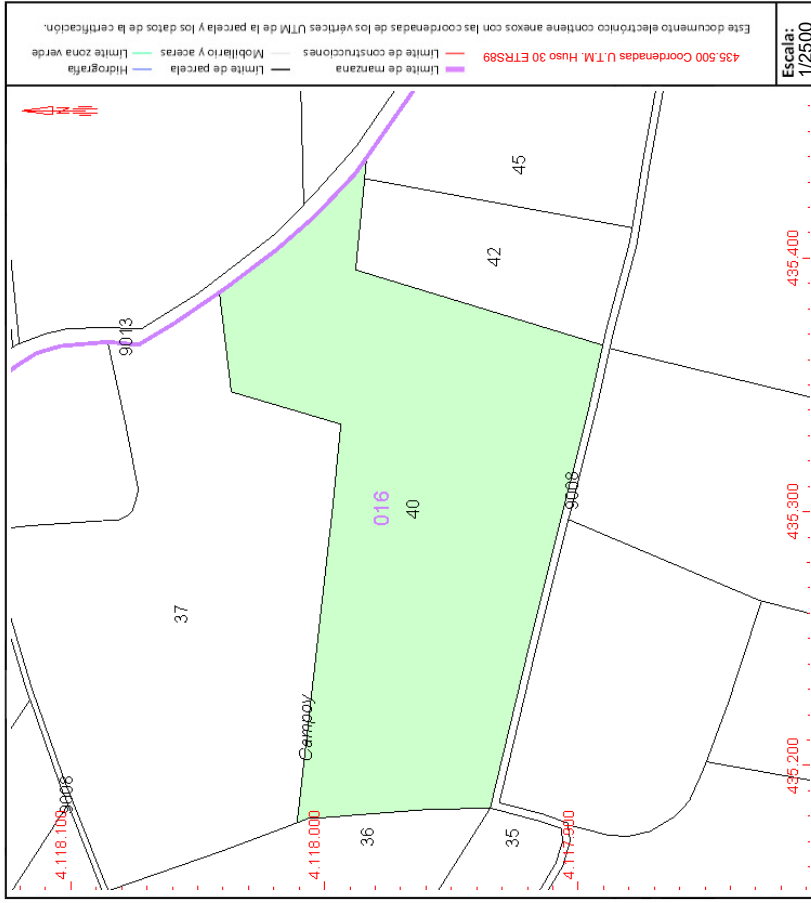 Este documento electrónico contiene anexos con las coordenadas de los vértices UTM de la parcela y los datos de la certificación.
435.500 Coordenadas U.T.M. Huso 30 ETRS89
Límite de manzana
Límite de parcela
Hidrografía
Límite de construcciones
Mobiliario y aceras
Límite zona verde
Escala:
1/2500
N
9013
45
42
435.400
016
40
9008
435.300
37
Campoy
9008
4.118.100
4.118.000
36
35
4.117.900
435.200